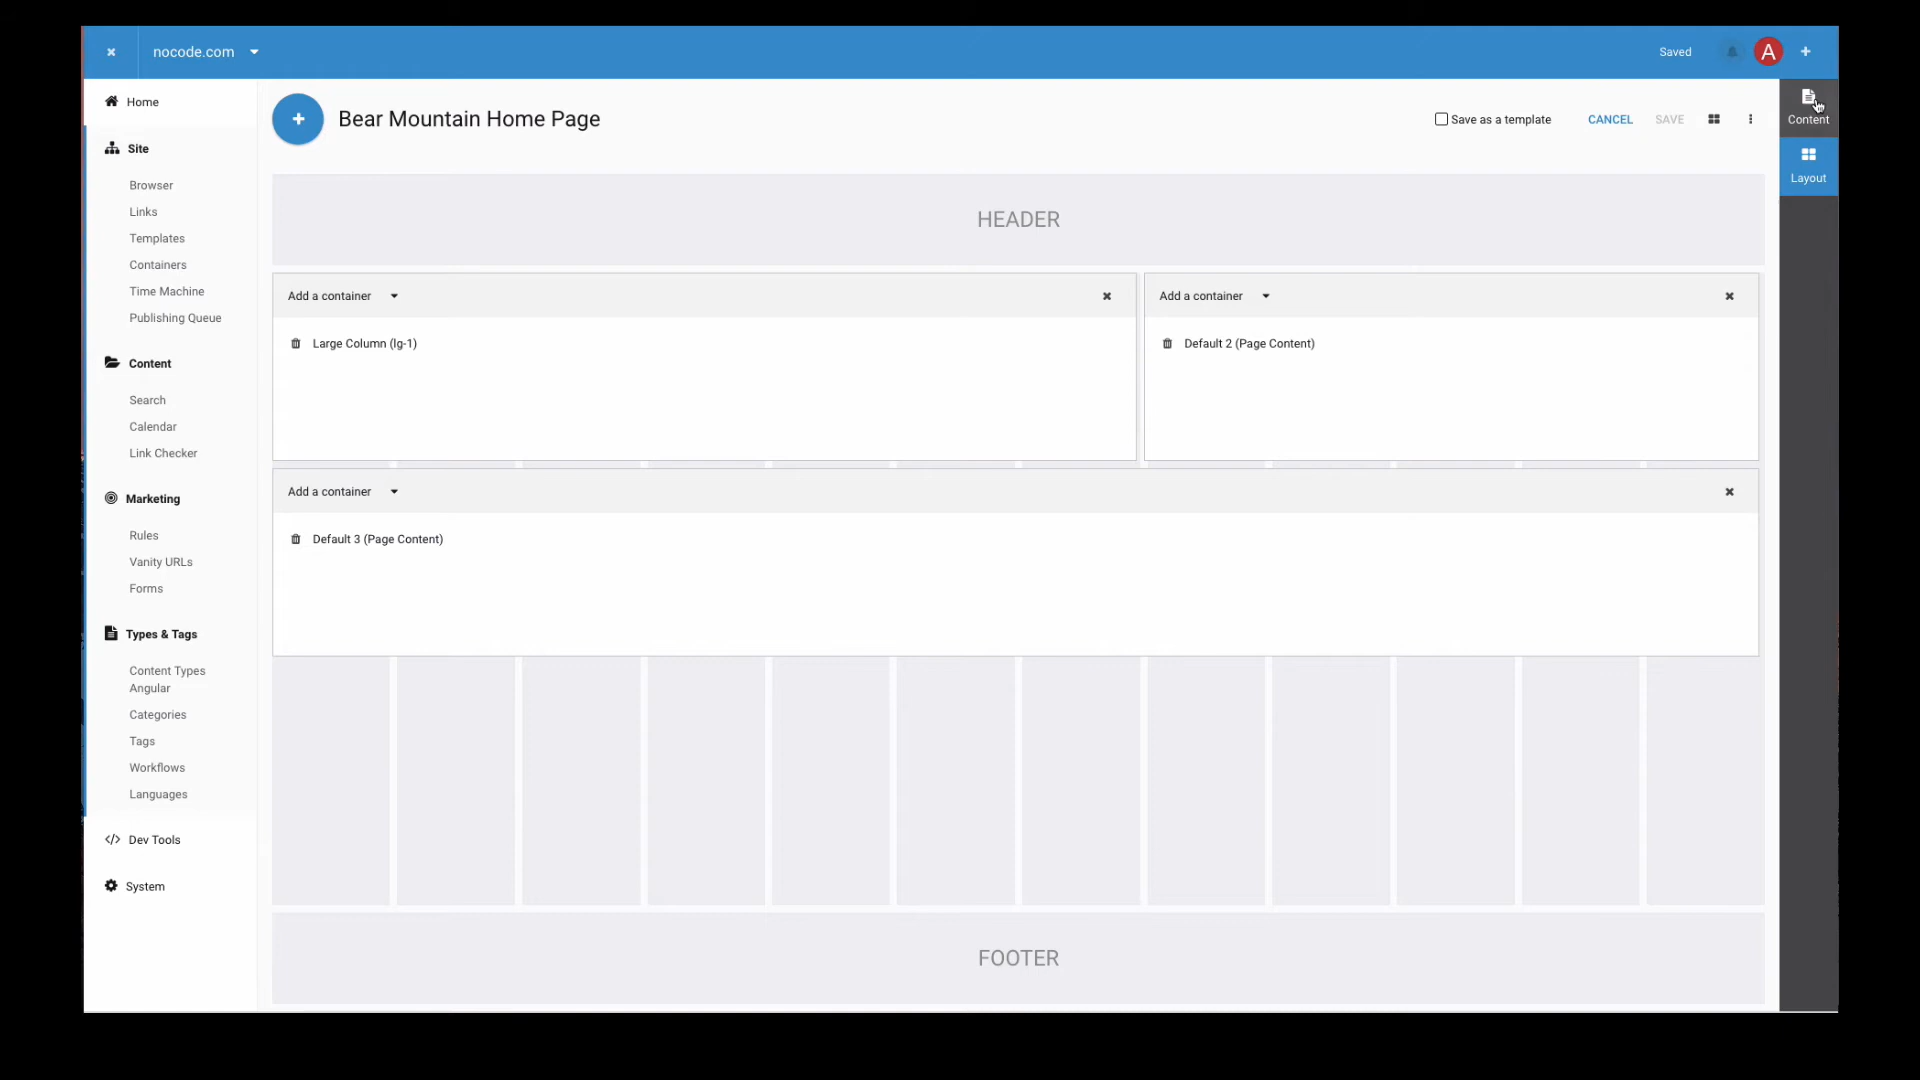 nocode.com
Saved
A
Home
Site
Browser
Links
Templates
Containers
Time Machine
Publishing Queue
Content
Search
Calendar
Link Checker
Marketing
Rules
Vanity URLs
Forms
Types & Tags
Content Types
Angular
Categories
Tags
Workflows
Languages
Dev Tools
System
Bear Mountain Home Page
Save as a template
CANCEL
SAVE
HEADER
Add a container
Large Column (lg-1)
Add a container
Default 2 (Page Content)
Add a container
Default 3 (Page Content)
FOOTER
Content
Layout